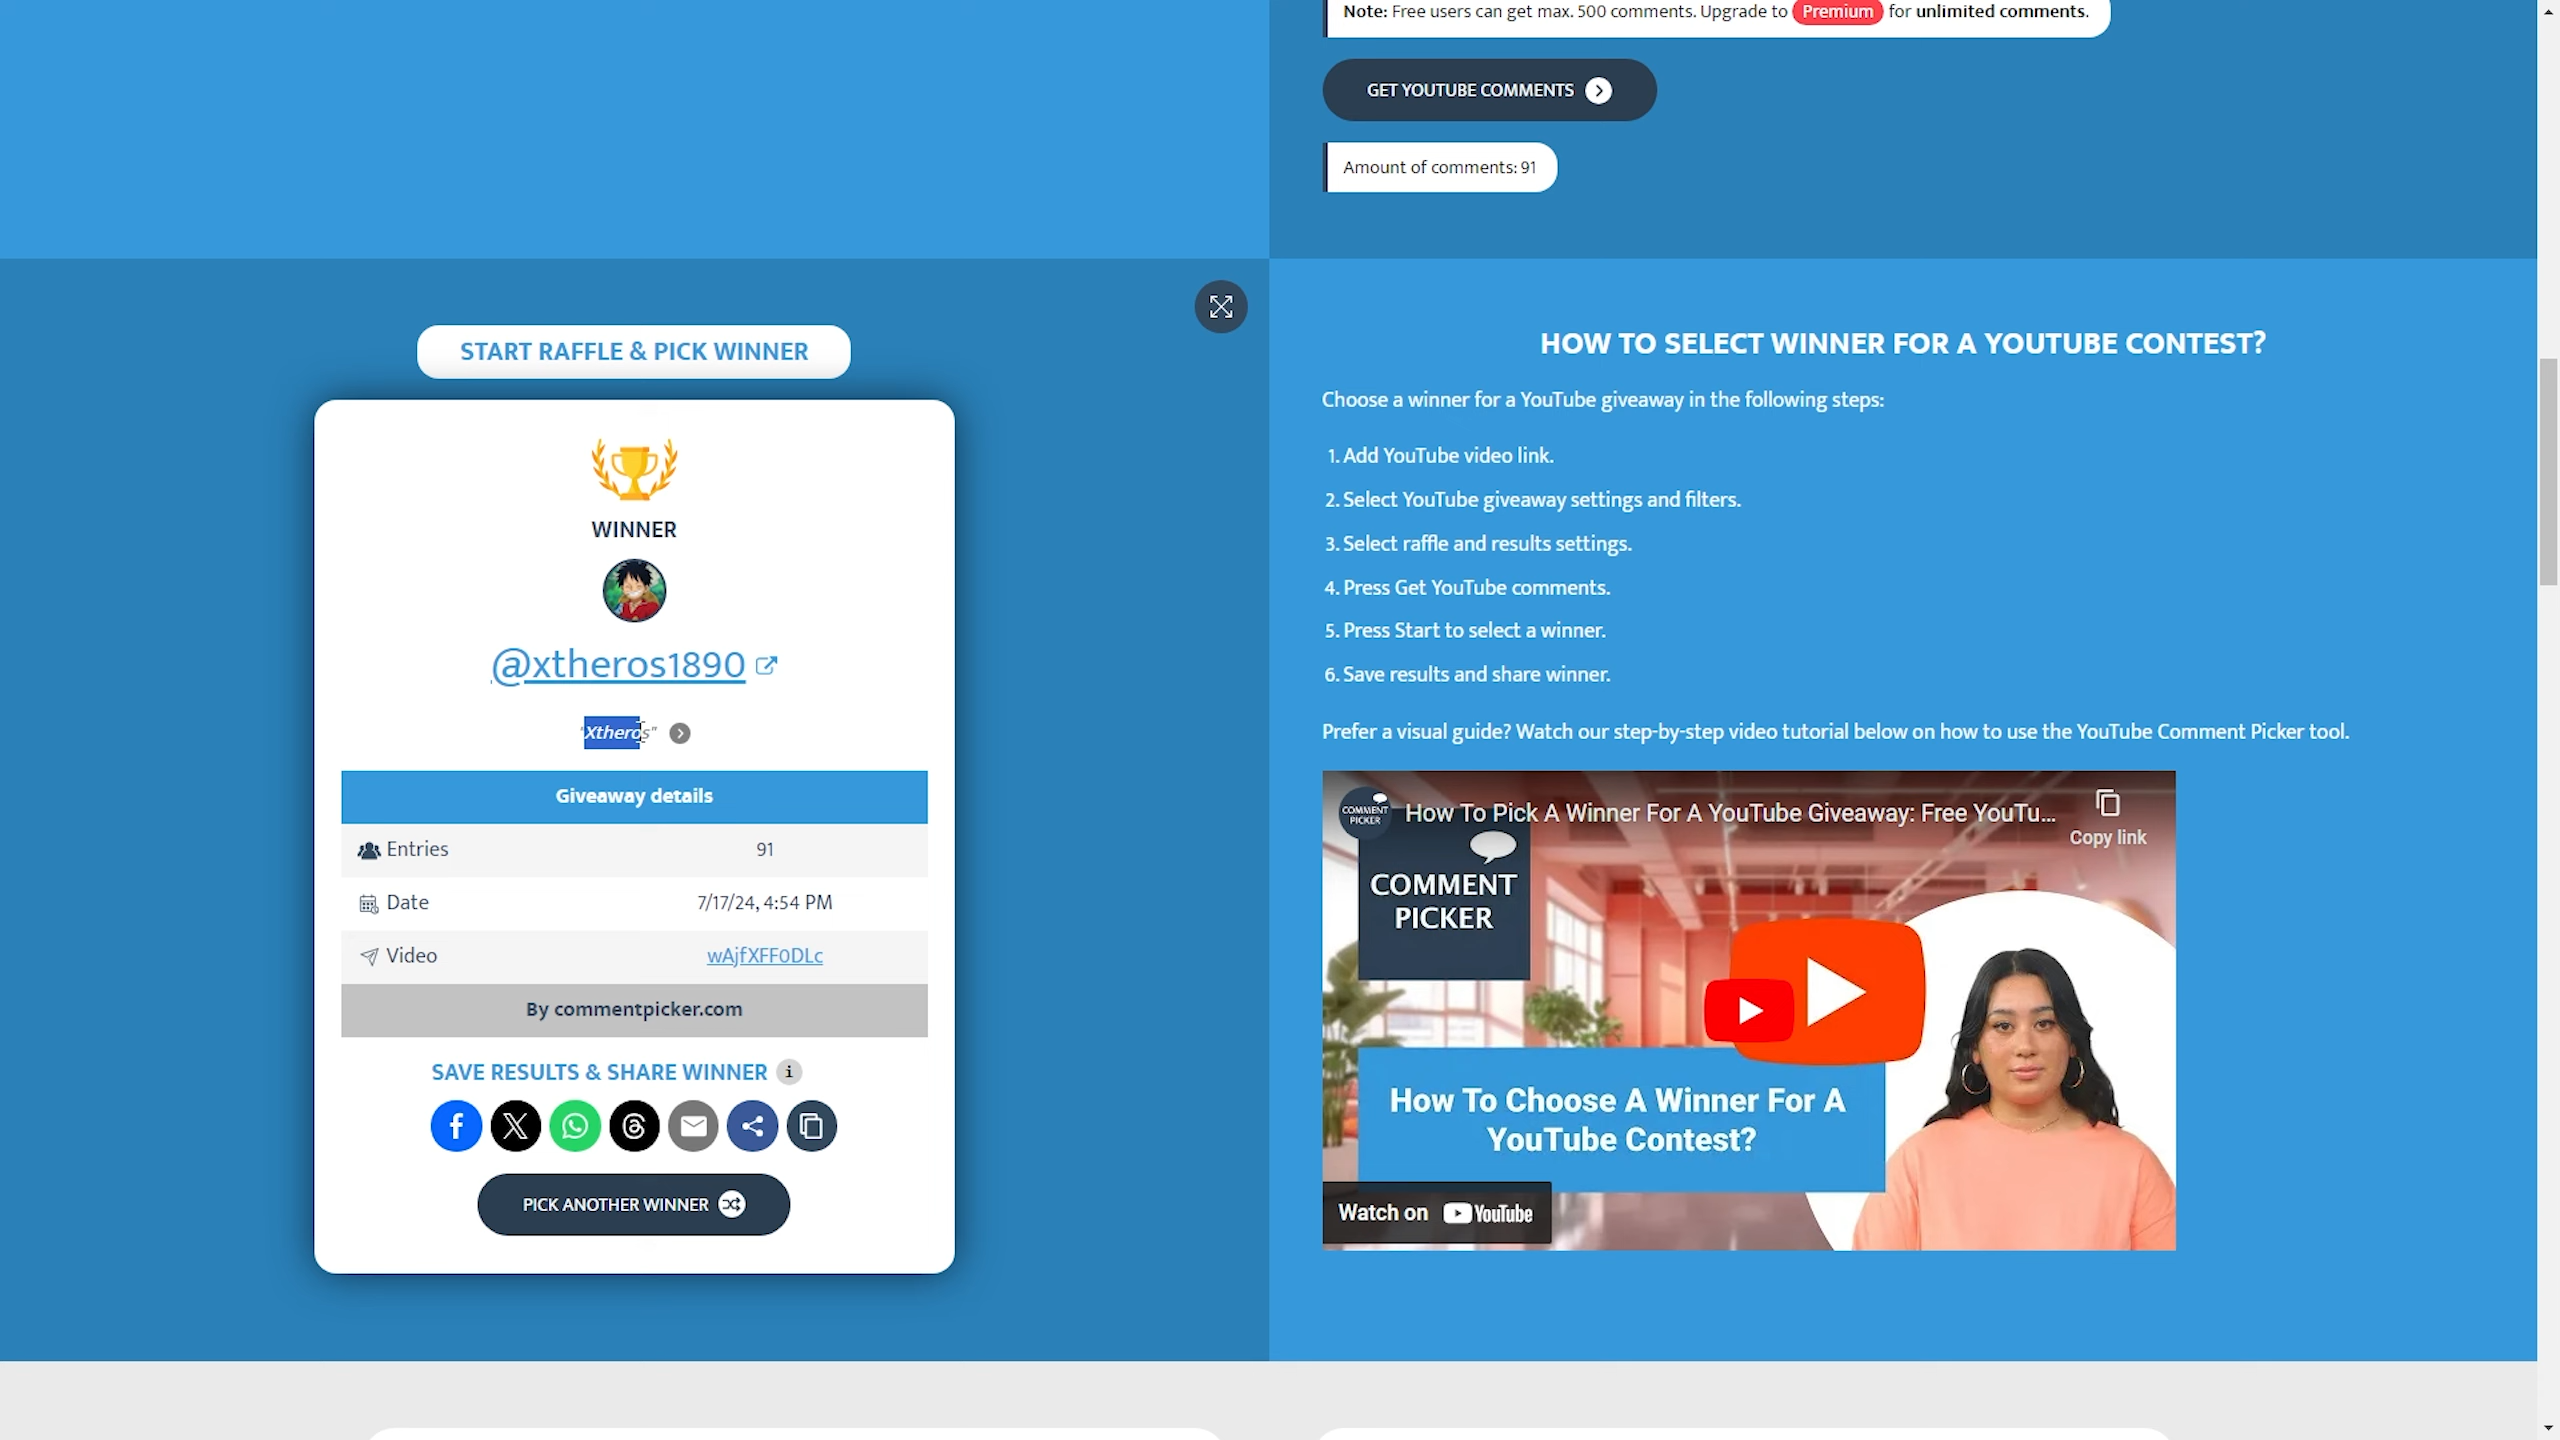 Note: Free users can get max. 500 comments. Upgrade to Premium for unlimited comments.
GET YOUTUBE COMMENTS
Amount of comments: 91
START RAFFLE & PICK WINNER
WINNER
@xtheros1890
"Xtheros"
Giveaway details
Entries 91
Date 7/17/24, 4:54 PM
Video wAjfXFF0DLc
By commentpicker.com
SAVE RESULTS & SHARE WINNER i
PICK ANOTHER WINNER
HOW TO SELECT WINNER FOR A YOUTUBE CONTEST?
Choose a winner for a YouTube giveaway in the following steps:
1. Add YouTube video link.
2. Select YouTube giveaway settings and filters.
3. Select raffle and results settings.
4. Press Get YouTube comments.
5. Press Start to select a winner.
6. Save results and share winner.
Prefer a visual guide? Watch our step-by-step video tutorial below on how to use the YouTube Comment Picker tool.
COMMENT
PICKER
How To Pick A Winner For A YouTube Giveaway: Free YouTu...
Copy link
COMMENT
PICKER
How To Choose A Winner For A
YouTube Contest?
Watch on YouTube